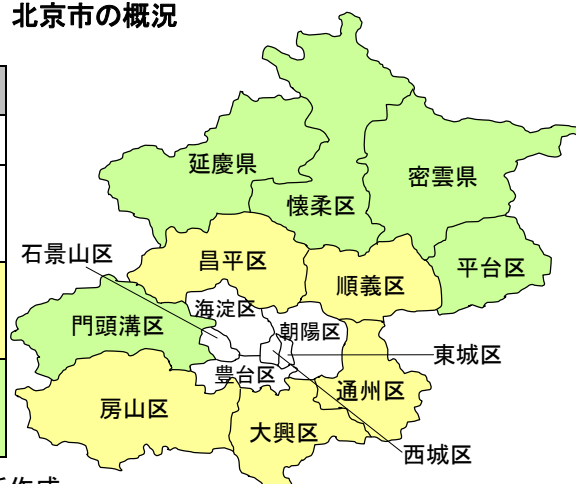 北京市の概況
延慶県
密雲県
懐柔区
石景山区
昌平区
平台区
順義区
海淀区
門頭溝区
朝陽区
東城区
豊台区
通州区
房山区
大興区
西城区